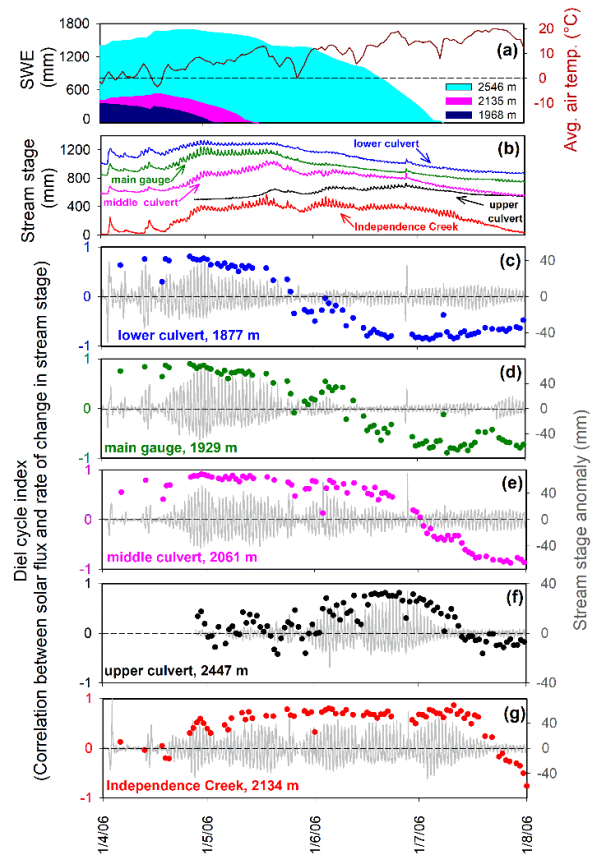 1800
1200
600
0
SWE
(mm)
(a)
2546 m
2135 m
1968 m
20
10
0
-10
Avg. air temp. (°C)
1200
800
400
0
Stream stage
(mm)
(b)
lower culvert
main gauge
middle culvert
upper
culvert
Independence Creek
1
0
-1
(c)
lower culvert, 1877 m
40
0
-40
1
0
-1
(d)
main gauge, 1929 m
40
0
-40
1
0
-1
(e)
middle culvert, 2061 m
40
0
-40
1
0
-1
(f)
upper culvert, 2447 m
40
0
-40
1
0
-1
(g)
Independence Creek, 2134 m
40
0
-40
Diel cycle index
(Correlation between solar flux and rate of change in stream stage)
Stream stage anomaly (mm)
1/4/06
1/5/06
1/6/06
1/7/06
1/8/06